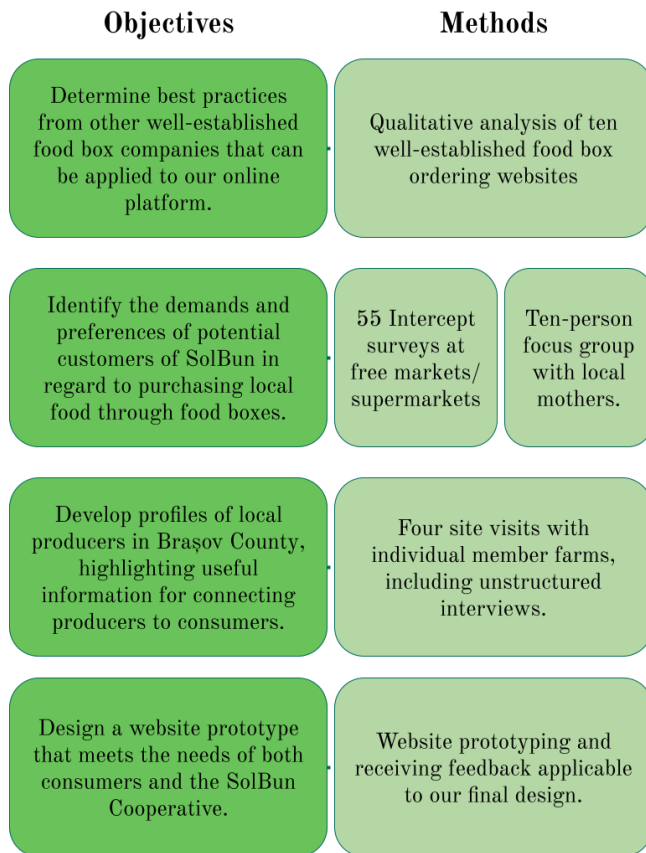 Objectives
Methods
Determine best practices
from other well-established
food box companies that can
be applied to our online
platform.
Qualitative analysis of ten
well-established food box
ordering websites
Identify the demands and
preferences of potential
customers of SolBun in
regard to purchasing local
food through food boxes.
55 Intercept
surveys at
free markets/
supermarkets
Ten-person
focus group
with local
mothers.
Develop profiles of local
producers in Brașov County,
highlighting useful
information for connecting
producers to consumers.
Four site visits with
individual member farms,
including unstructured
interviews.
Design a website prototype
that meets the needs of both
consumers and the SolBun
Cooperative.
Website prototyping and
receiving feedback applicable
to our final design.